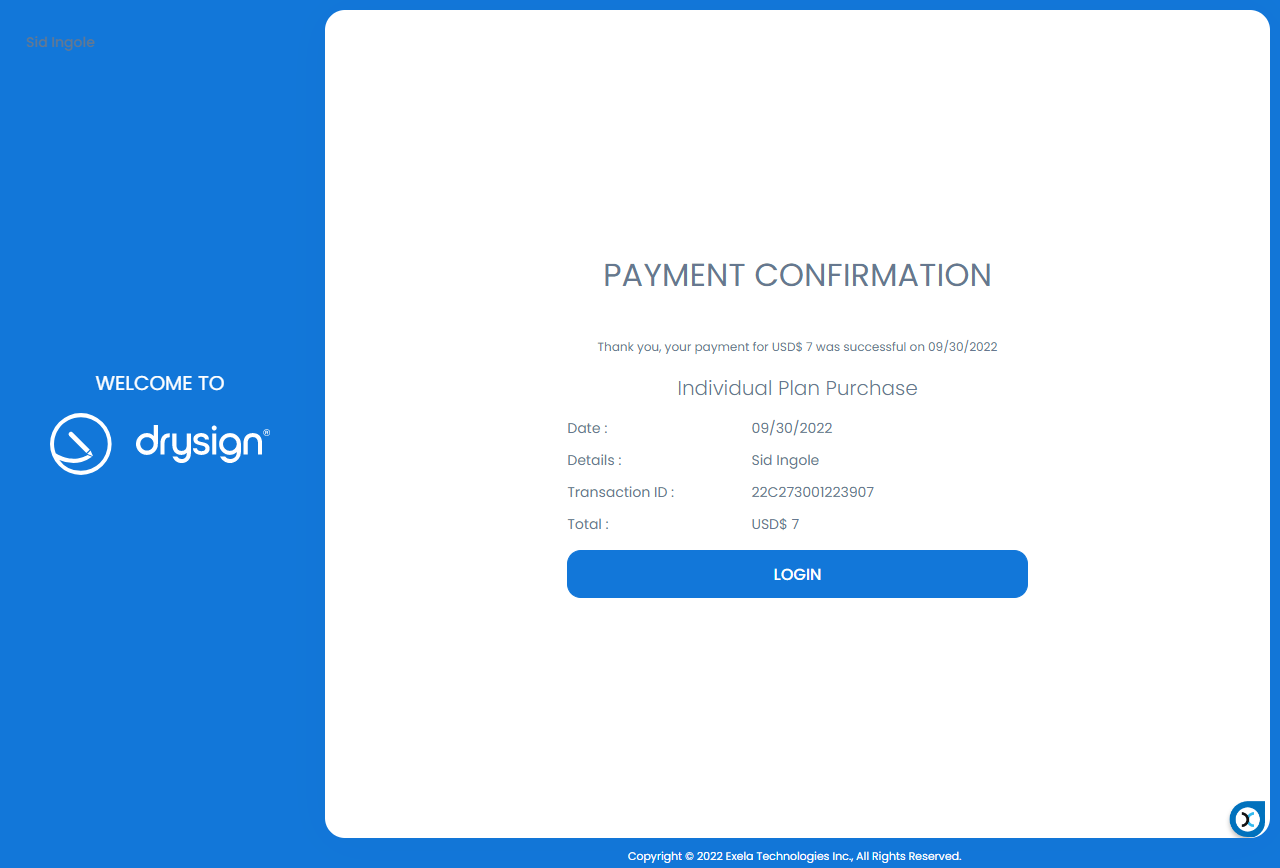 Sid Ingole
WELCOME TO
drysign®
PAYMENT CONFIRMATION
Thank you, your payment for USD$ 7 was successful on 09/30/2022
Individual Plan Purchase
Date : 09/30/2022
Details : Sid Ingole
Transaction ID : 22C273001223907
Total : USD$ 7
LOGIN
Copyright © 2022 Exela Technologies Inc., All Rights Reserved.